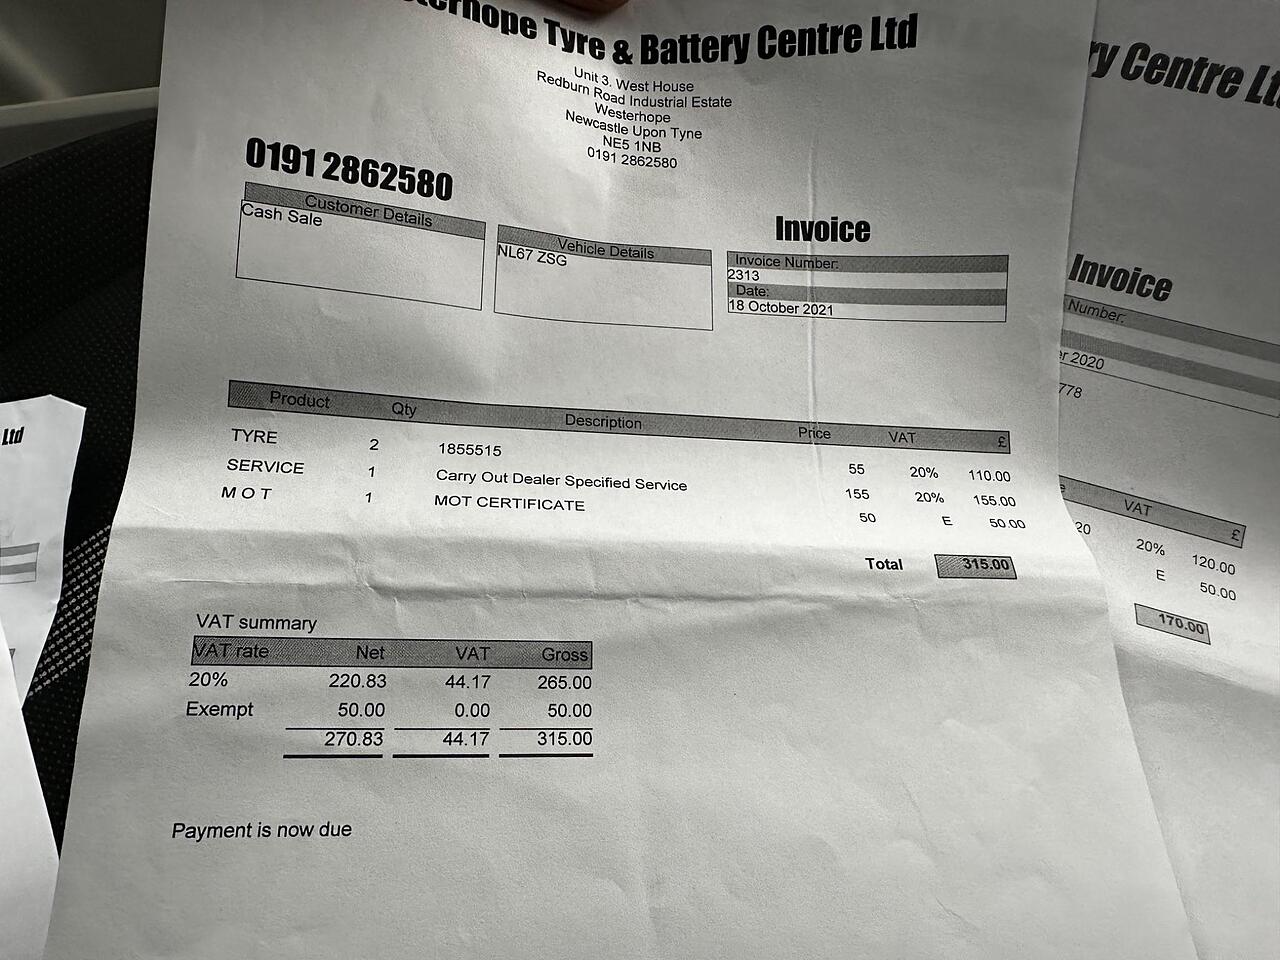 Tyre & Battery Centre Ltd
Unit 3. West House
Redburn Road Industrial Estate
Westerhope
Newcastle Upon Tyne
NE5 1NB
0191 2862580
0191 2862580
Customer Details
Cash Sale
Vehicle Details
NL67 ZSG
Invoice
Invoice Number:
2313
Date:
18 October 2021
Product Qty Description Price VAT £
TYRE 2 1855515 55 20% 110.00
SERVICE 1 Carry Out Dealer Specified Service 155 20% 155.00
M O T 1 MOT CERTIFICATE 50 E 50.00
Total 315.00
VAT summary
VAT rate Net VAT Gross
20% 220.83 44.17 265.00
Exempt 50.00 0.00 50.00
270.83 44.17 315.00
Payment is now due
Centre
Invoice
Number:
2020
778
VAT £
20 20% 120.00
E 50.00
170.00
Ltd